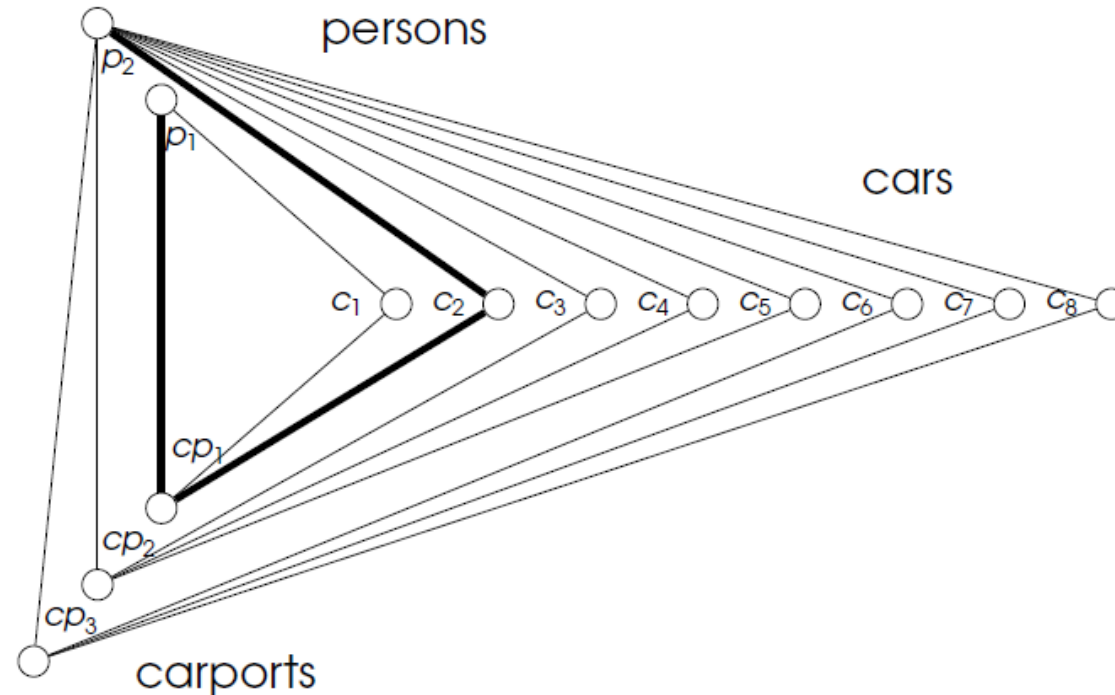 persons
p₂
p₁
cars
c₁ c₂ c₃ c₄ c₅ c₆ c₇ c₈
cp₁
cp₂
cp₃
carports